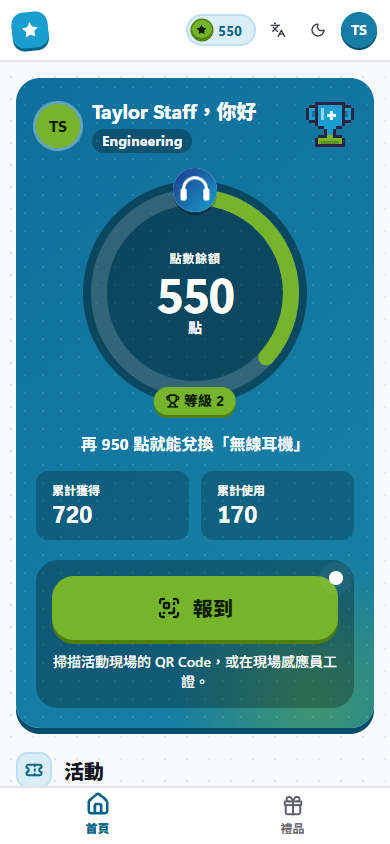 550
TS
TS
Taylor Staff，你好
Engineering
點數餘額
550
點
等級 2
再 950 點就能兌換「無線耳機」
累計獲得
720
累計使用
170
報到
掃描活動現場的 QR Code，或在現場感應員工
證。
活動
首頁
禮品